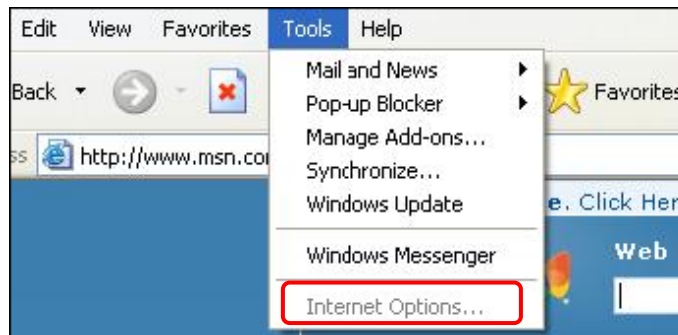 Edit View Favorites Tools Help
Back Favorites
ss http://www.msn.co
Mail and News
Pop-up Blocker
Manage Add-ons...
Synchronize...
Windows Update
Windows Messenger
Internet Options...
e. Click Her
Web